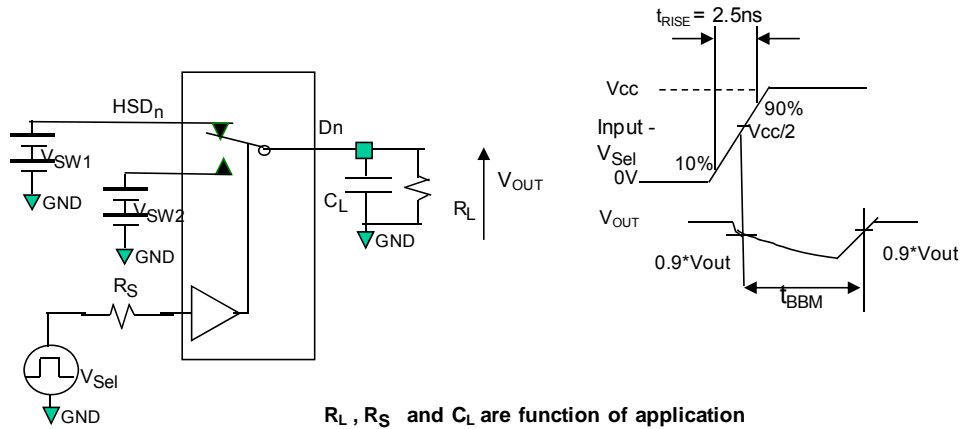 HSDn
Dn
VSW1
GND
VSW2
GND
RS
VSel
GND
CL
GND
RL
VOUT
tRISE = 2.5ns
Vcc
90%
Input -
VSel
Vcc/2
10%
0V
VOUT
0.9*Vout
0.9*Vout
tBBM
RL , RS and CL are function of application